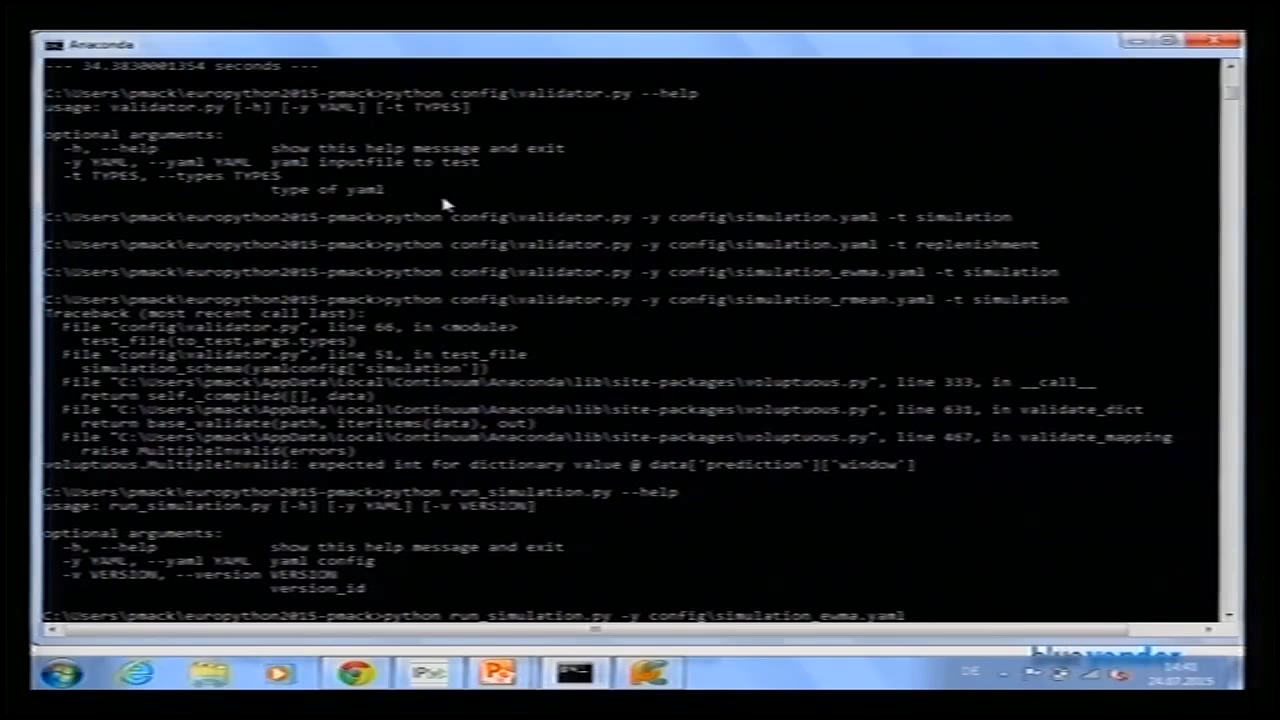 Anaconda
--- 34.3830001354 seconds ---
C:\Users\pmack\europython2015-pmack>python config\validator.py --help
usage: validator.py [-h] [-y YAML] [-t TYPES]
optional arguments:
-h, --help show this help message and exit
-y YAML, --yaml YAML yaml inputfile to test
-t TYPES, --types TYPES
type of yaml
C:\Users\pmack\europython2015-pmack>python config\validator.py -y config\simulation.yaml -t simulation
C:\Users\pmack\europython2015-pmack>python config\validator.py -y config\simulation.yaml -t replenishment
C:\Users\pmack\europython2015-pmack>python config\validator.py -y config\simulation_ewma.yaml -t simulation
C:\Users\pmack\europython2015-pmack>python config\validator.py -y config\simulation_rmean.yaml -t simulation
Traceback (most recent call last):
File "config\validator.py", line 66, in <module>
test_file(to_test,args.types)
File "config\validator.py", line 51, in test_file
simulation_schema(yamlconfig['simulation'])
File "C:\Users\pmack\AppData\Local\Continuum\Anaconda\lib\site-packages\voluptuous.py", line 333, in __call__
return self._compiled([], data)
File "C:\Users\pmack\AppData\Local\Continuum\Anaconda\lib\site-packages\voluptuous.py", line 631, in validate_dict
return base_validate(path, iteritems(data), out)
File "C:\Users\pmack\AppData\Local\Continuum\Anaconda\lib\site-packages\voluptuous.py", line 467, in validate_mapping
raise MultipleInvalid(errors)
voluptuous.MultipleInvalid: expected int for dictionary value @ data['prediction']['window']
C:\Users\pmack\europython2015-pmack>python run_simulation.py --help
usage: run_simulation.py [-h] [-y YAML] [-v VERSION]
optional arguments:
-h, --help show this help message and exit
-y YAML, --yaml YAML yaml config
-v VERSION, --version VERSION
version_id
C:\Users\pmack\europython2015-pmack>python run_simulation.py -y config\simulation_ewma.yaml
DE
14:41
24.07.2015